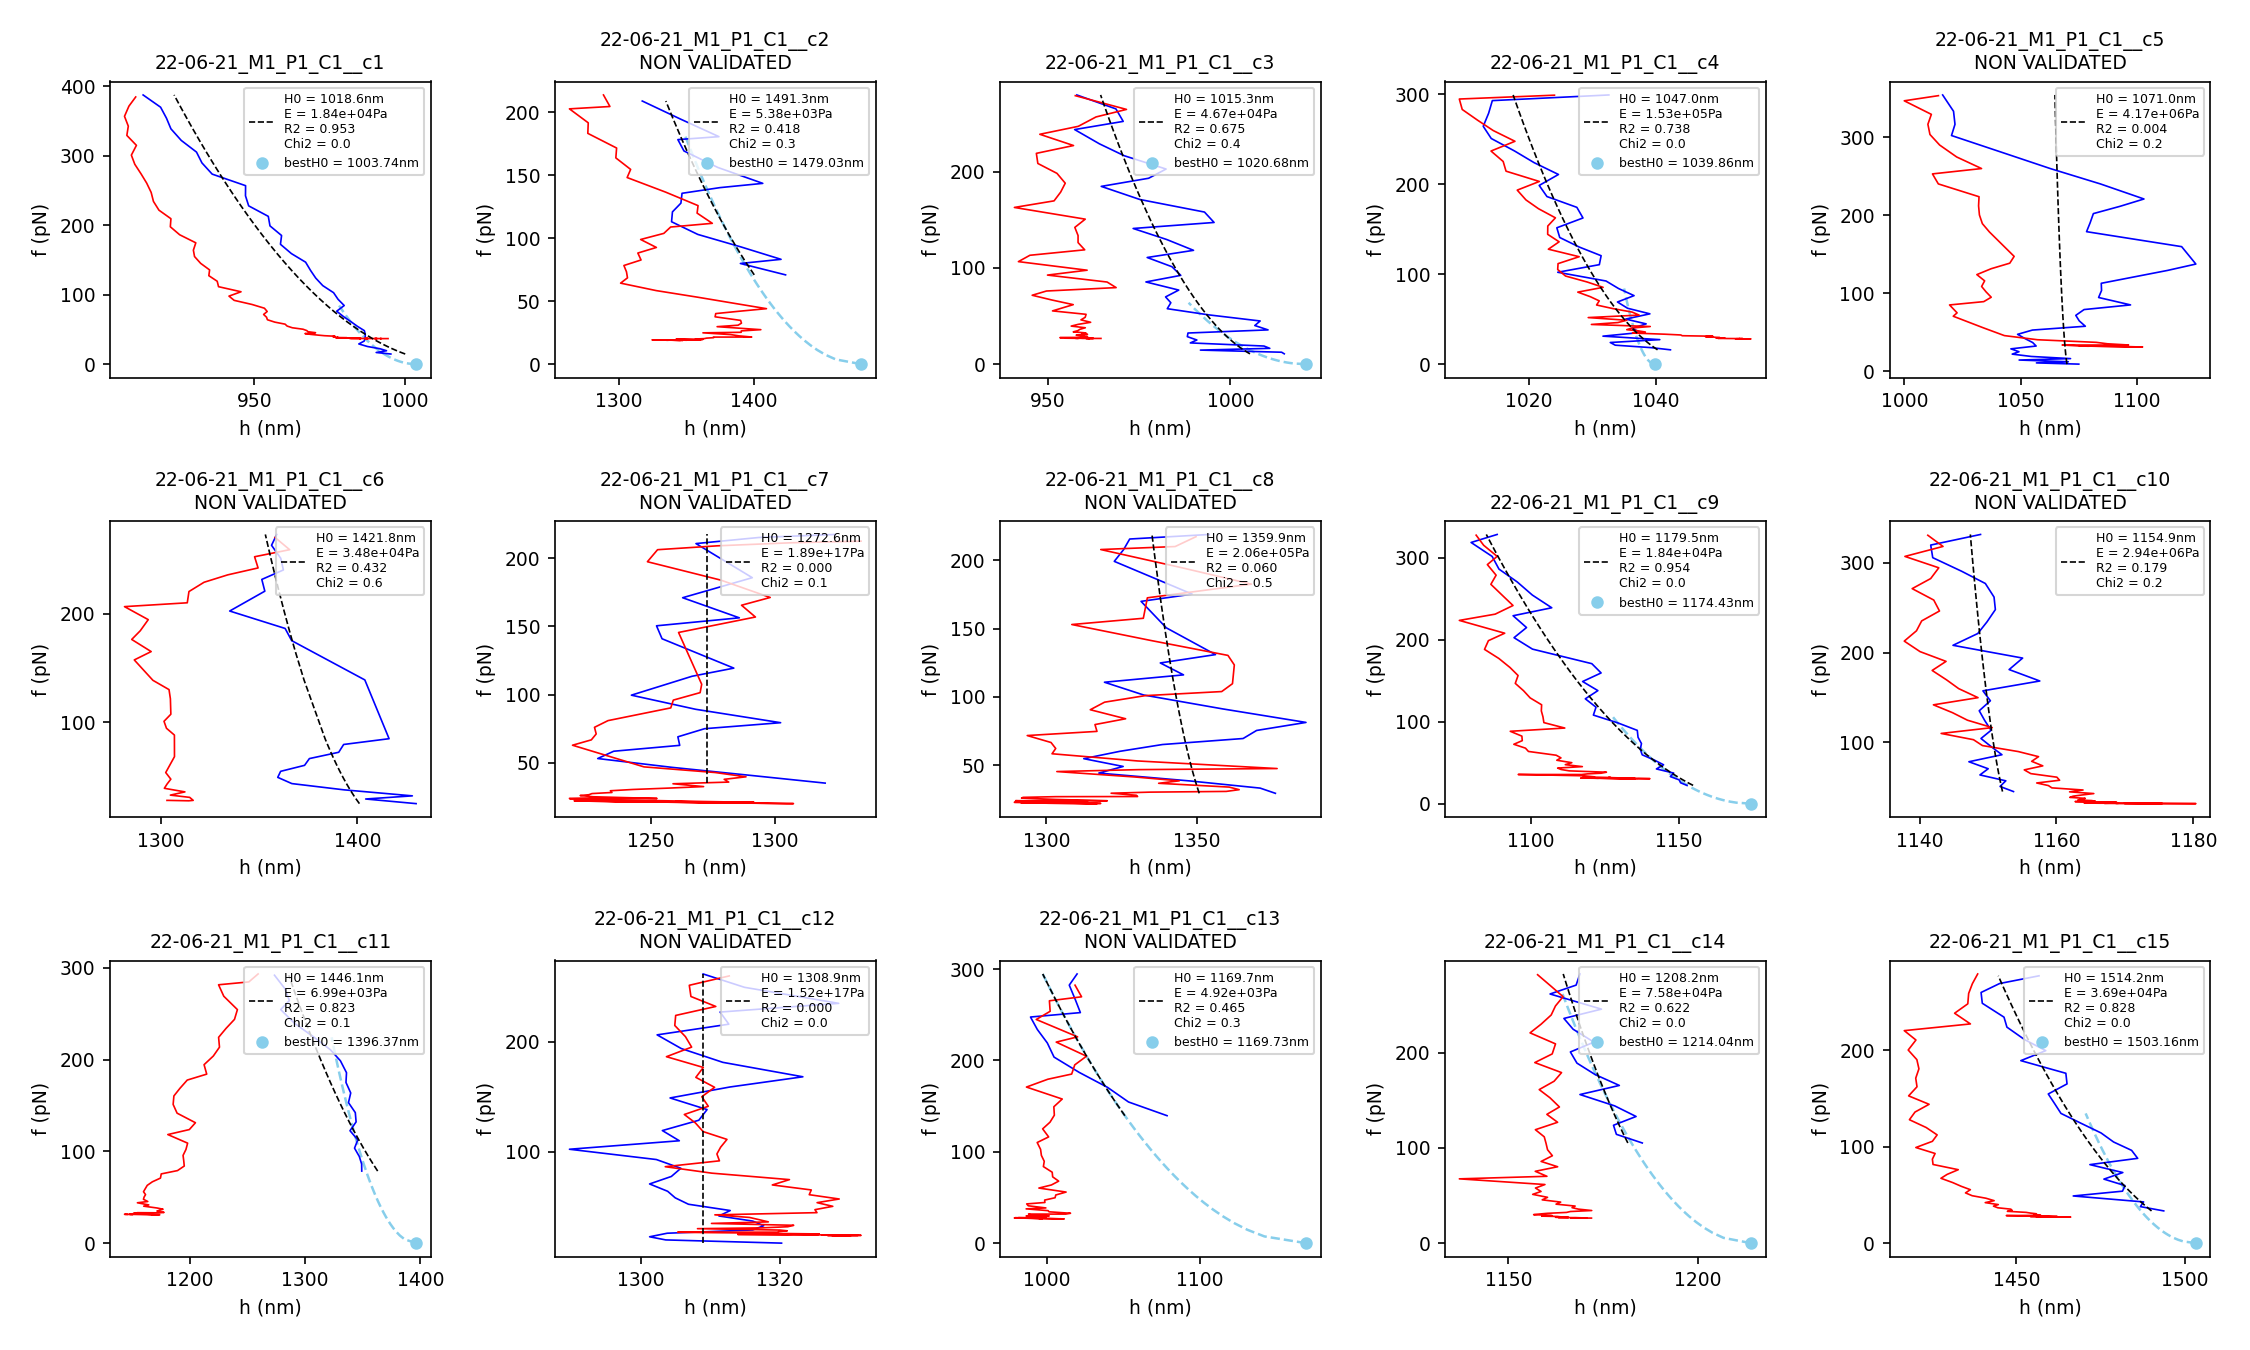 22-06-21_M1_P1_C1__c1
400
300
200
100
0
f (pN)
950
1000
h (nm)
H0 = 1018.6nm
E = 1.84e+04Pa
R2 = 0.953
Chi2 = 0.0
bestH0 = 1003.74nm
22-06-21_M1_P1_C1__c2
NON VALIDATED
200
150
100
50
0
f (pN)
1300
1400
h (nm)
H0 = 1491.3nm
E = 5.38e+03Pa
R2 = 0.418
Chi2 = 0.3
bestH0 = 1479.03nm
22-06-21_M1_P1_C1__c3
200
100
0
f (pN)
950
1000
h (nm)
H0 = 1015.3nm
E = 4.67e+04Pa
R2 = 0.675
Chi2 = 0.4
bestH0 = 1020.68nm
22-06-21_M1_P1_C1__c4
300
200
100
0
f (pN)
1020
1040
h (nm)
H0 = 1047.0nm
E = 1.53e+05Pa
R2 = 0.738
Chi2 = 0.0
bestH0 = 1039.86nm
22-06-21_M1_P1_C1__c5
NON VALIDATED
300
200
100
0
f (pN)
1000
1050
1100
h (nm)
H0 = 1071.0nm
E = 4.17e+06Pa
R2 = 0.004
Chi2 = 0.2
22-06-21_M1_P1_C1__c6
NON VALIDATED
200
100
f (pN)
1300
1400
h (nm)
H0 = 1421.8nm
E = 3.48e+04Pa
R2 = 0.432
Chi2 = 0.6
22-06-21_M1_P1_C1__c7
NON VALIDATED
200
150
100
50
f (pN)
1250
1300
h (nm)
H0 = 1272.6nm
E = 1.89e+17Pa
R2 = 0.000
Chi2 = 0.1
22-06-21_M1_P1_C1__c8
NON VALIDATED
200
150
100
50
f (pN)
1300
1350
h (nm)
H0 = 1359.9nm
E = 2.06e+05Pa
R2 = 0.060
Chi2 = 0.5
22-06-21_M1_P1_C1__c9
300
200
100
0
f (pN)
1100
1150
h (nm)
H0 = 1179.5nm
E = 1.84e+04Pa
R2 = 0.954
Chi2 = 0.0
bestH0 = 1174.43nm
22-06-21_M1_P1_C1__c10
NON VALIDATED
300
200
100
f (pN)
1140
1160
1180
h (nm)
H0 = 1154.9nm
E = 2.94e+06Pa
R2 = 0.179
Chi2 = 0.2
22-06-21_M1_P1_C1__c11
300
200
100
0
f (pN)
1200
1300
1400
h (nm)
H0 = 1446.1nm
E = 6.99e+03Pa
R2 = 0.823
Chi2 = 0.1
bestH0 = 1396.37nm
22-06-21_M1_P1_C1__c12
NON VALIDATED
200
100
f (pN)
1300
1320
h (nm)
H0 = 1308.9nm
E = 1.52e+17Pa
R2 = 0.000
Chi2 = 0.0
22-06-21_M1_P1_C1__c13
NON VALIDATED
300
200
100
0
f (pN)
1000
1100
h (nm)
H0 = 1169.7nm
E = 4.92e+03Pa
R2 = 0.465
Chi2 = 0.3
bestH0 = 1169.73nm
22-06-21_M1_P1_C1__c14
200
100
0
f (pN)
1150
1200
h (nm)
H0 = 1208.2nm
E = 7.58e+04Pa
R2 = 0.622
Chi2 = 0.0
bestH0 = 1214.04nm
22-06-21_M1_P1_C1__c15
200
100
0
f (pN)
1450
1500
h (nm)
H0 = 1514.2nm
E = 3.69e+04Pa
R2 = 0.828
Chi2 = 0.0
bestH0 = 1503.16nm